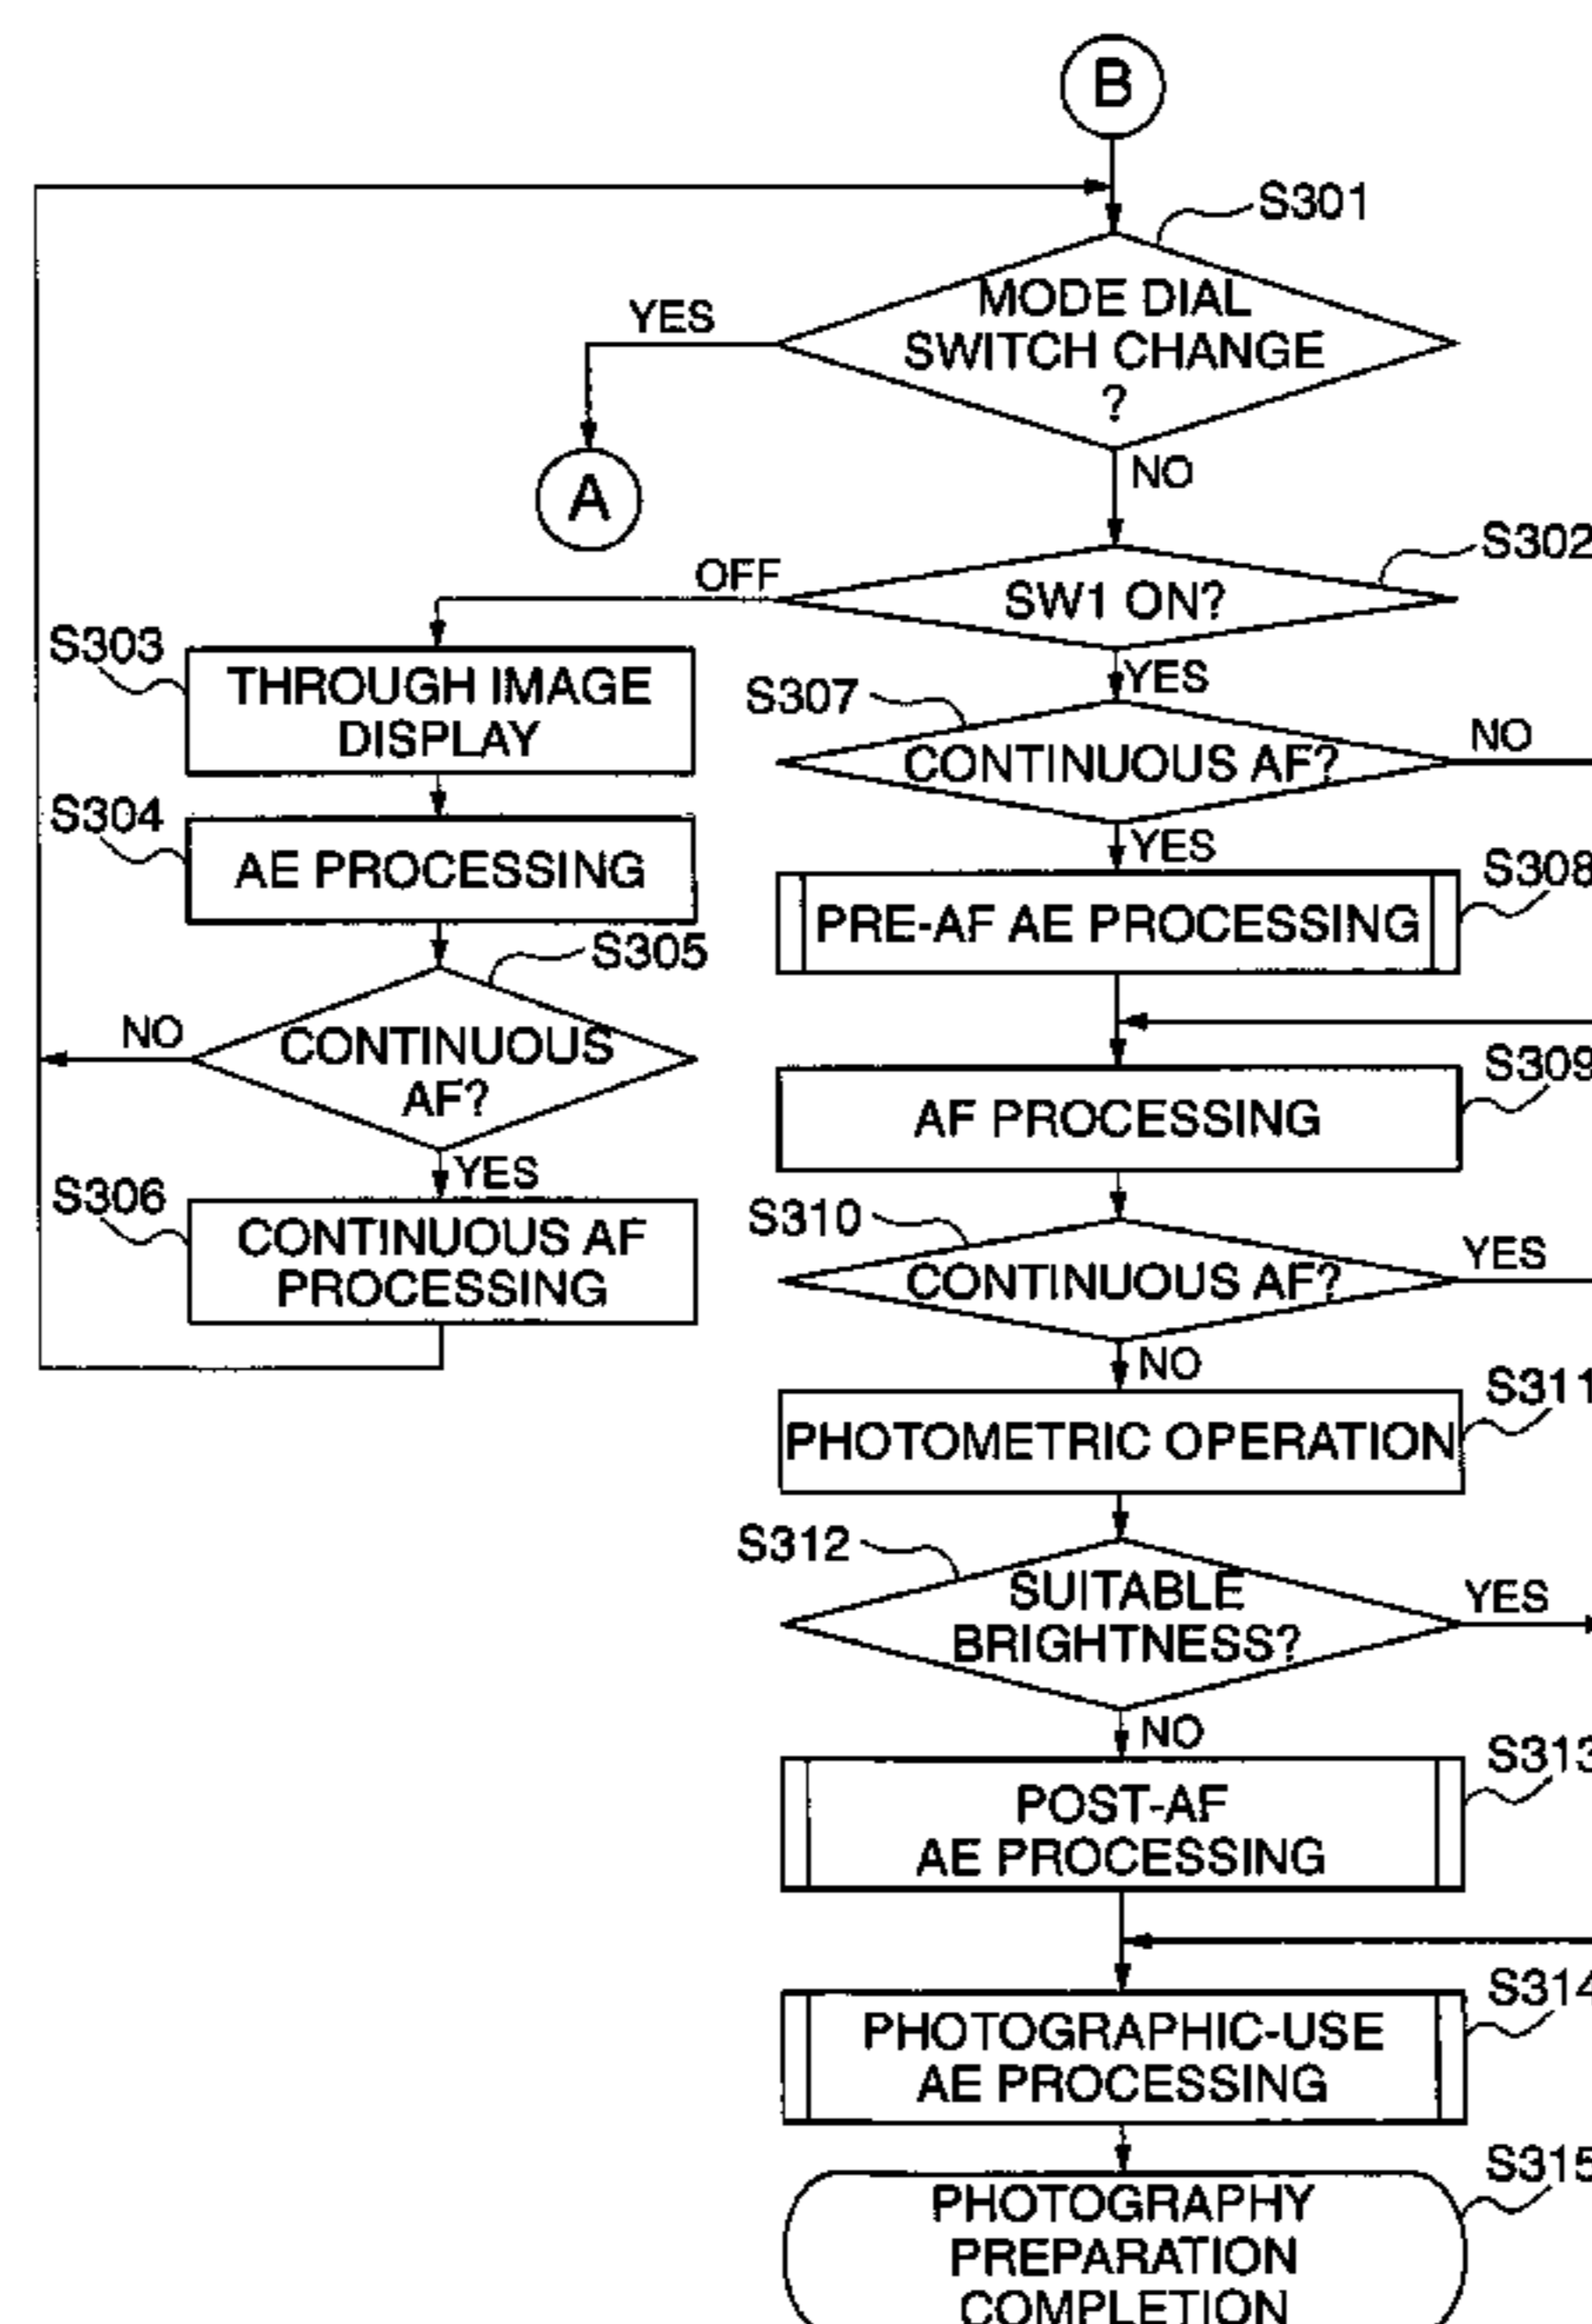 B
S301
MODE DIAL
SWITCH CHANGE
?
YES
NO
A
S302
SW1 ON?
OFF
YES
S303
THROUGH IMAGE
DISPLAY
S304
AE PROCESSING
S305
CONTINUOUS
AF?
NO
YES
S306
CONTINUOUS AF
PROCESSING
S307
CONTINUOUS AF?
NO
YES
S308
PRE-AF AE PROCESSING
S309
AF PROCESSING
S310
CONTINUOUS AF?
YES
NO
S311
PHOTOMETRIC OPERATION
S312
SUITABLE
BRIGHTNESS?
YES
NO
S313
POST-AF
AE PROCESSING
S314
PHOTOGRAPHIC-USE
AE PROCESSING
S315
PHOTOGRAPHY
PREPARATION
COMPLETION